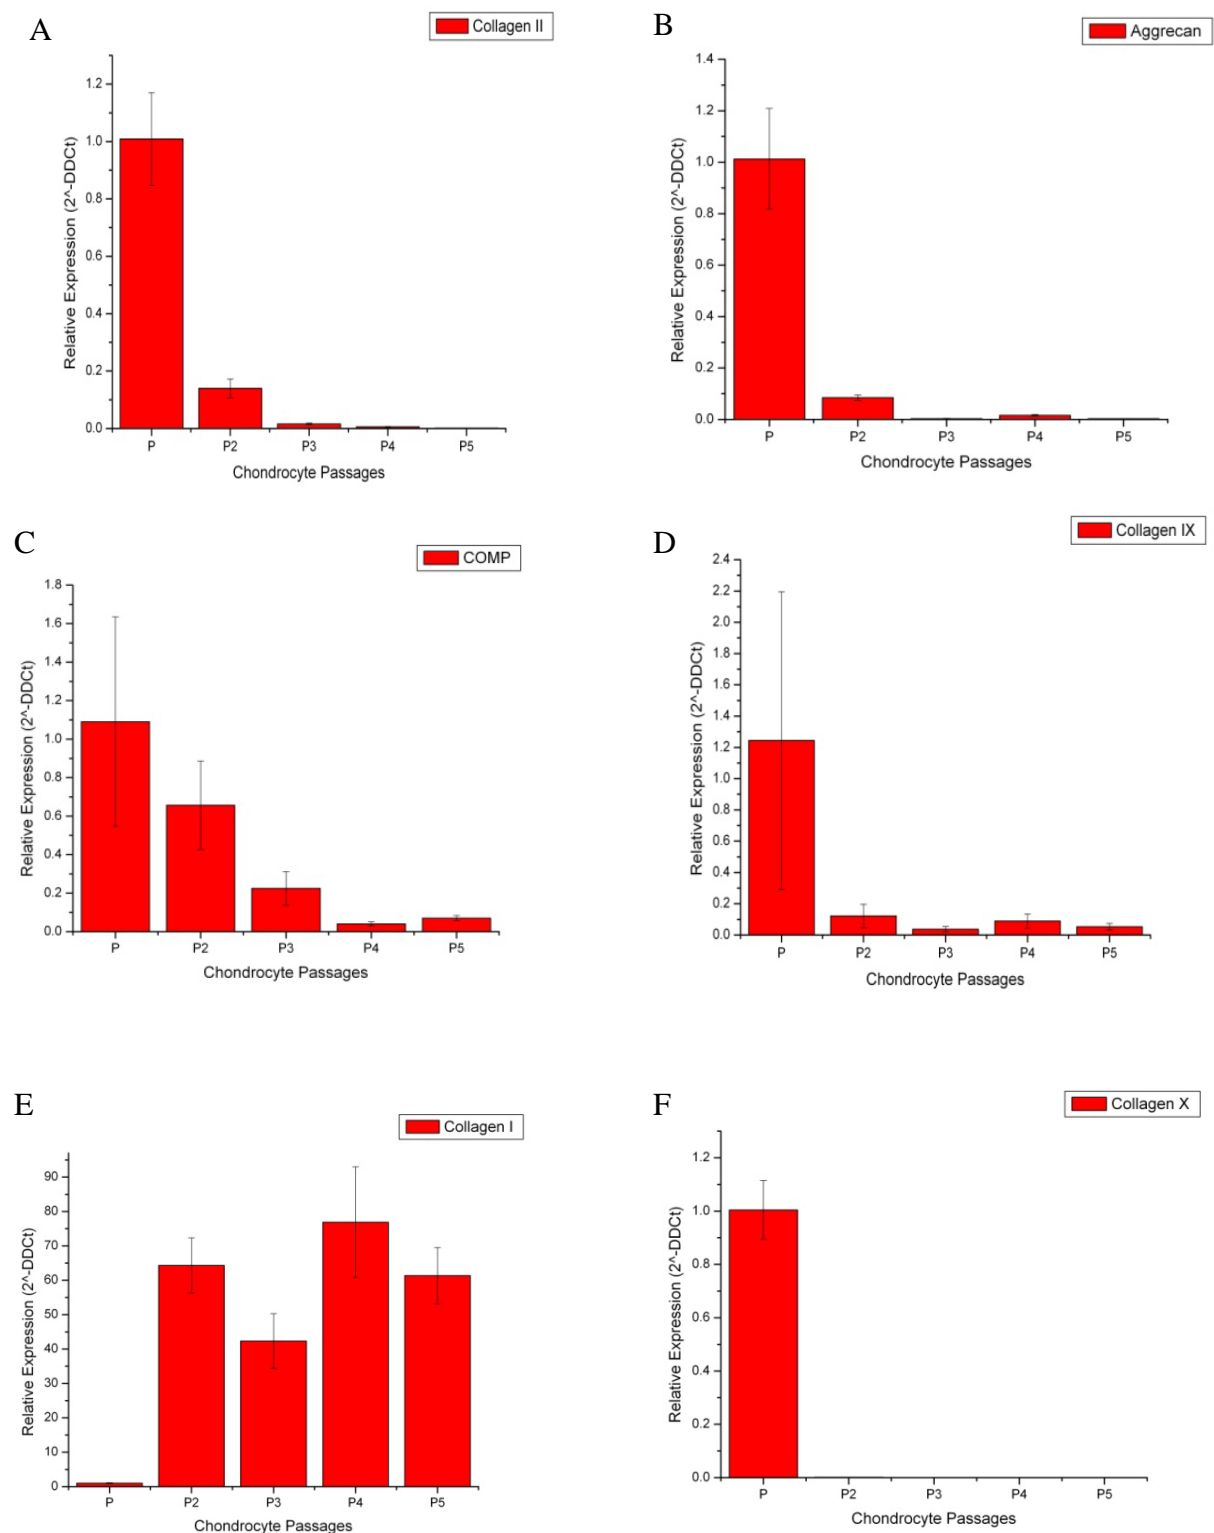 A
Collagen II
Relative Expression (2^-DDCt)
1.2
1.0
0.8
0.6
0.4
0.2
0.0
P P2 P3 P4 P5
Chondrocyte Passages
B
Aggrecan
Relative Expression (2^-DDCt)
1.4
1.2
1.0
0.8
0.6
0.4
0.2
0.0
P P2 P3 P4 P5
Chondrocyte Passages
C
COMP
Relative Expression (2^-DDCt)
1.8
1.6
1.4
1.2
1.0
0.8
0.6
0.4
0.2
0.0
P P2 P3 P4 P5
Chondrocyte Passages
D
Collagen IX
Relative Expression (2^-DDCt)
2.4
2.2
2.0
1.8
1.6
1.4
1.2
1.0
0.8
0.6
0.4
0.2
0.0
P P2 P3 P4 P5
Chondrocyte Passages
E
Collagen I
Relative Expression (2^-DDCt)
90
80
70
60
50
40
30
20
10
0
P P2 P3 P4 P5
Chondrocyte Passages
F
Collagen X
Relative Expression (2^-DDCt)
1.2
1.0
0.8
0.6
0.4
0.2
0.0
P P2 P3 P4 P5
Chondrocyte Passages